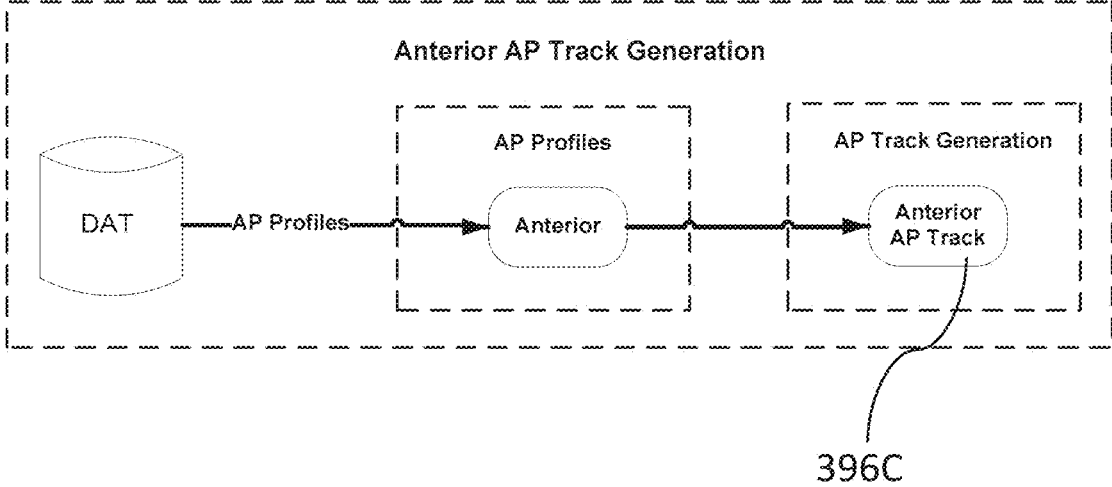 Anterior AP Track Generation
AP Profiles
AP Track Generation
DAT
AP Profiles
Anterior
Anterior
AP Track
396C